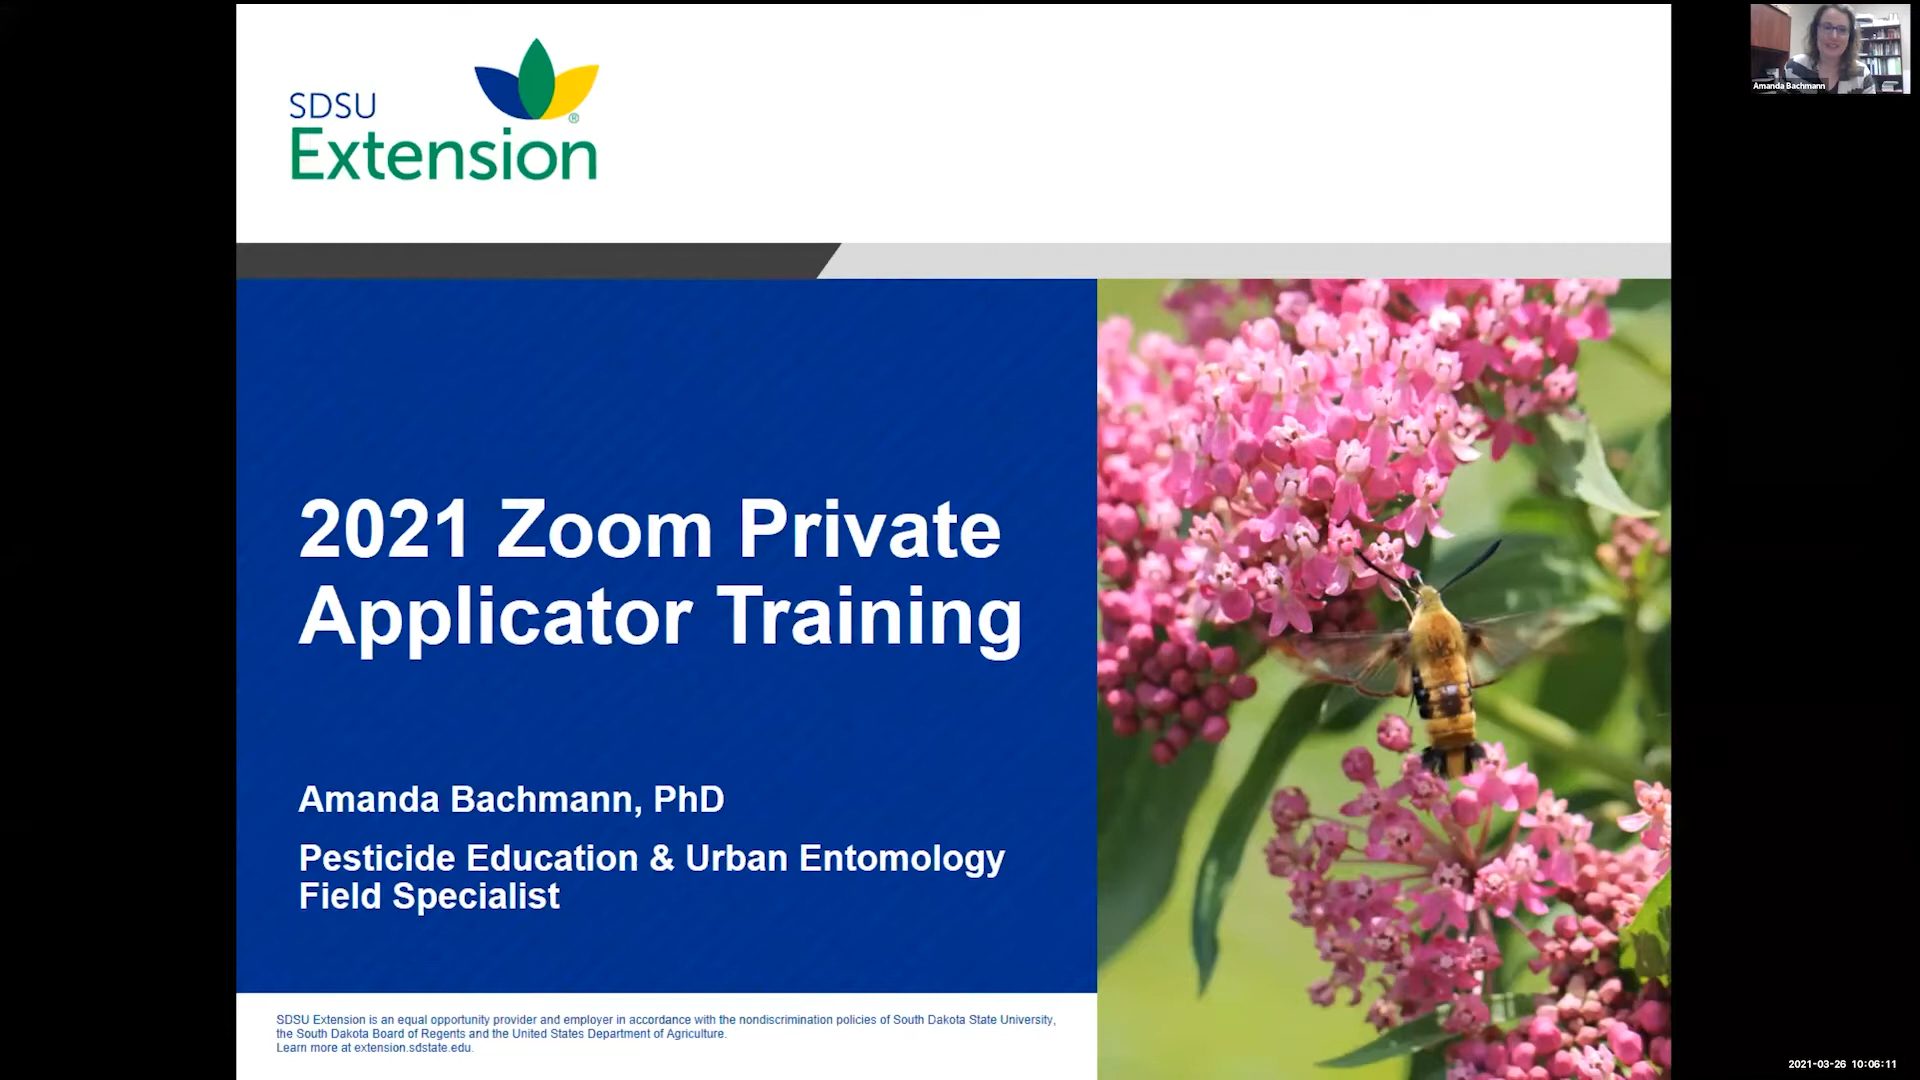 SDSU
Extension
®
Amanda Bachmann
2021 Zoom Private
Applicator Training
Amanda Bachmann, PhD
Pesticide Education & Urban Entomology
Field Specialist
SDSU Extension is an equal opportunity provider and employer in accordance with the nondiscrimination policies of South Dakota State University,
the South Dakota Board of Regents and the United States Department of Agriculture.
Learn more at extension.sdstate.edu.
2021-03-26 10:06:11